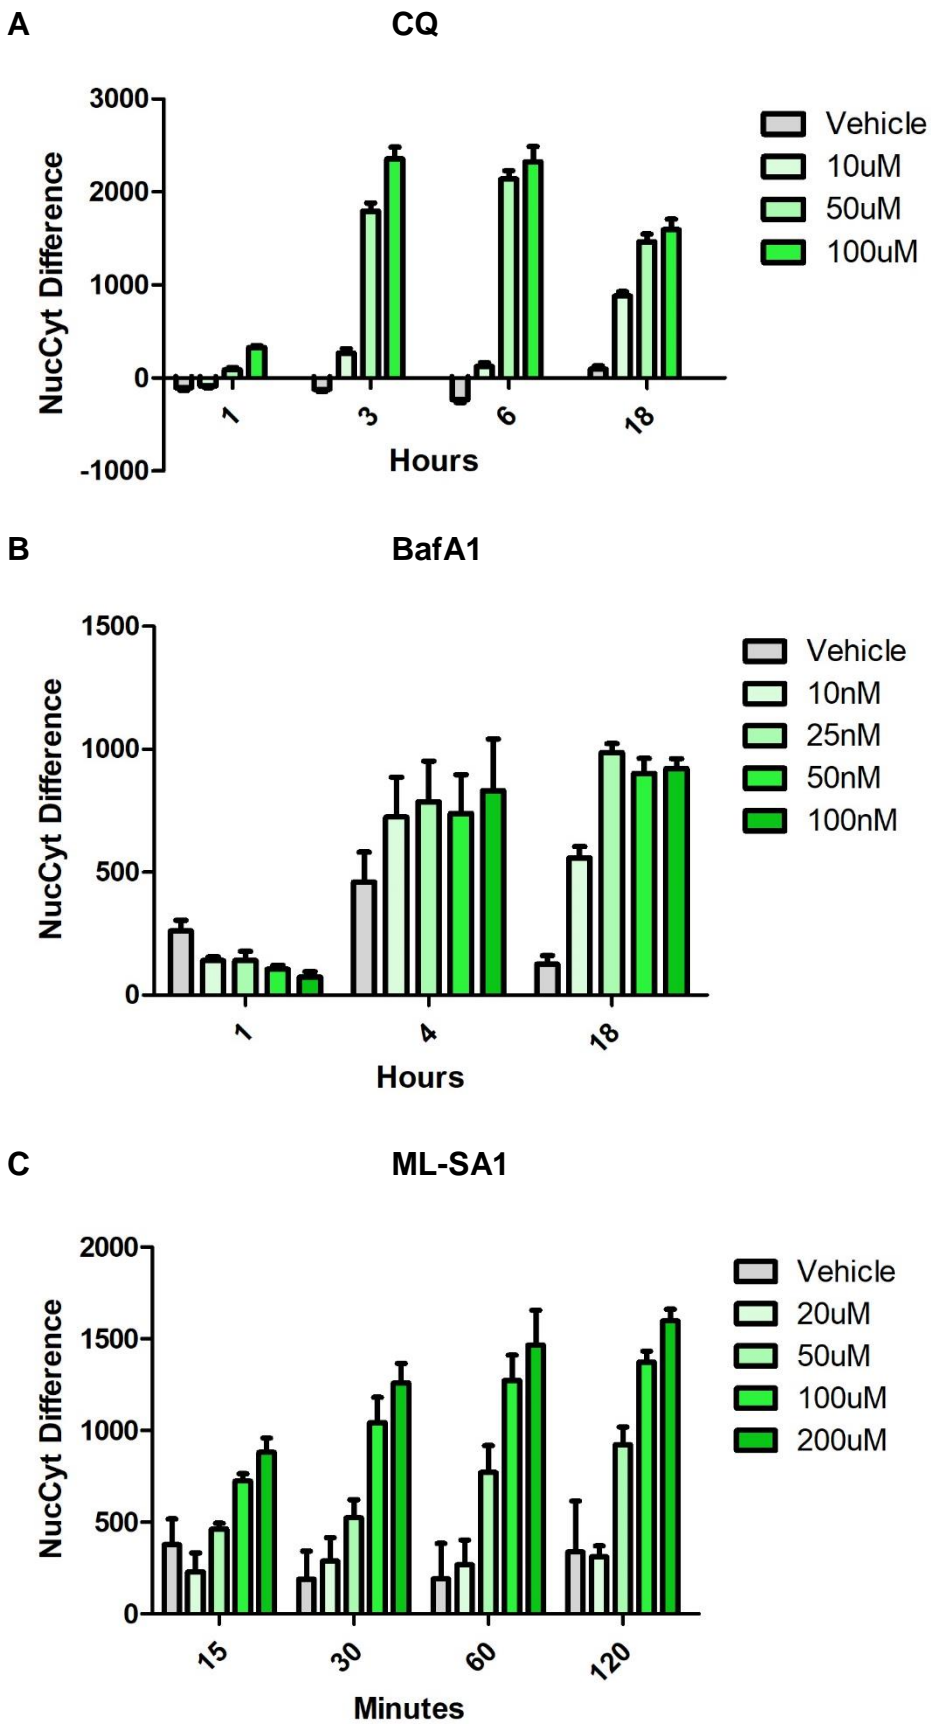 A
CQ
NucCyt Difference
3000
2000
1000
0
-1000
1
3
6
18
Hours
Vehicle
10uM
50uM
100uM
B
BafA1
NucCyt Difference
1500
1000
500
0
1
4
18
Hours
Vehicle
10nM
25nM
50nM
100nM
C
ML-SA1
NucCyt Difference
2000
1500
1000
500
0
15
30
60
120
Minutes
Vehicle
20uM
50uM
100uM
200uM